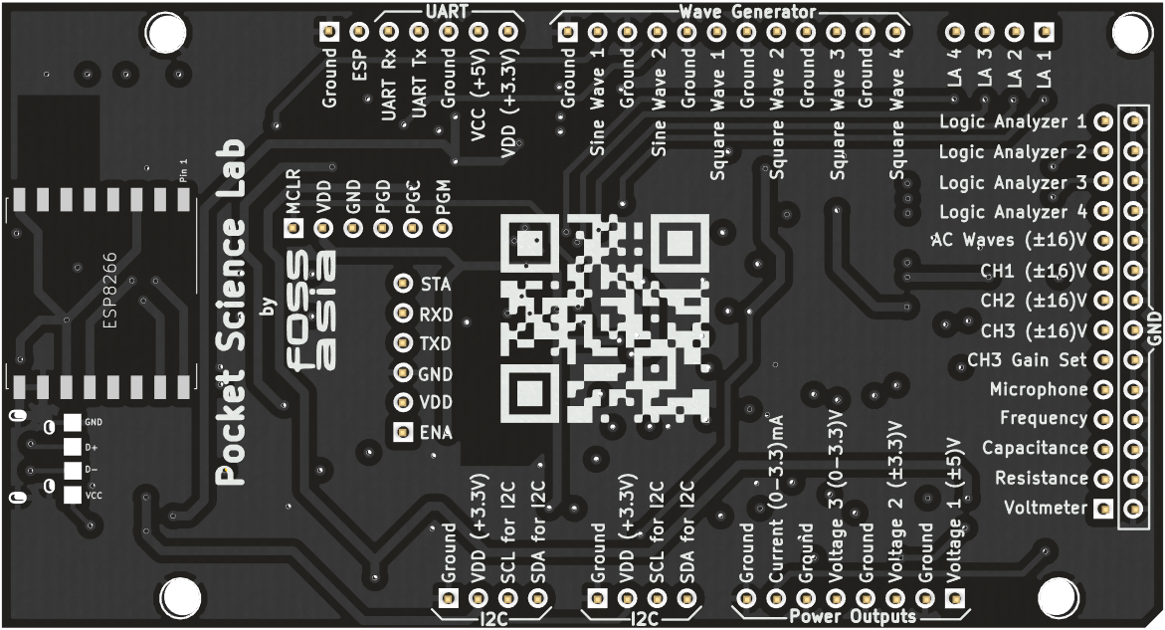 UART
Ground
ESP
UART Rx
UART Tx
Ground
VCC (+5V)
VDD (+3.3V)
Wave Generator
Ground
Sine Wave 1
Ground
Sine Wave 2
Ground
Square Wave 1
Ground
Square Wave 2
Ground
Square Wave 3
Ground
Square Wave 4
LA 4
LA 3
LA 2
LA 1
Logic Analyzer 1
Logic Analyzer 2
Logic Analyzer 3
Logic Analyzer 4
AC Waves (±16)V
CH1 (±16)V
CH2 (±16)V
CH3 (±16)V
CH3 Gain Set
Microphone
Frequency
Capacitance
Resistance
Voltmeter
GND
Pin 1
ESP8266
Pocket Science Lab
by
fossasia
MCLR
VDD
GND
PGD
PGC
PGM
STA
RXD
TXD
GND
VDD
ENA
GND
D+
D-
VCC
Ground
VDD (+3.3V)
SCL for I2C
SDA for I2C
I2C
Ground
VDD (+3.3V)
SCL for I2C
SDA for I2C
I2C
Ground
Current (0-3.3)mA
Ground
Voltage 3 (0-3.3)V
Ground
Voltage 2 (±3.3)V
Ground
Voltage 1 (±5)V
Power Outputs